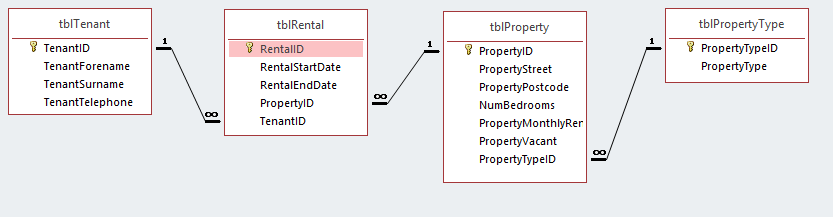 tblTenant
TenantID
TenantForename
TenantSurname
TenantTelephone
1
∞
tblRental
RentalID
RentalStartDate
RentalEndDate
PropertyID
TenantID
1
∞
tblProperty
PropertyID
PropertyStreet
PropertyPostcode
NumBedrooms
PropertyMonthlyRen
PropertyVacant
PropertyTypeID
1
∞
tblPropertyType
PropertyTypeID
PropertyType